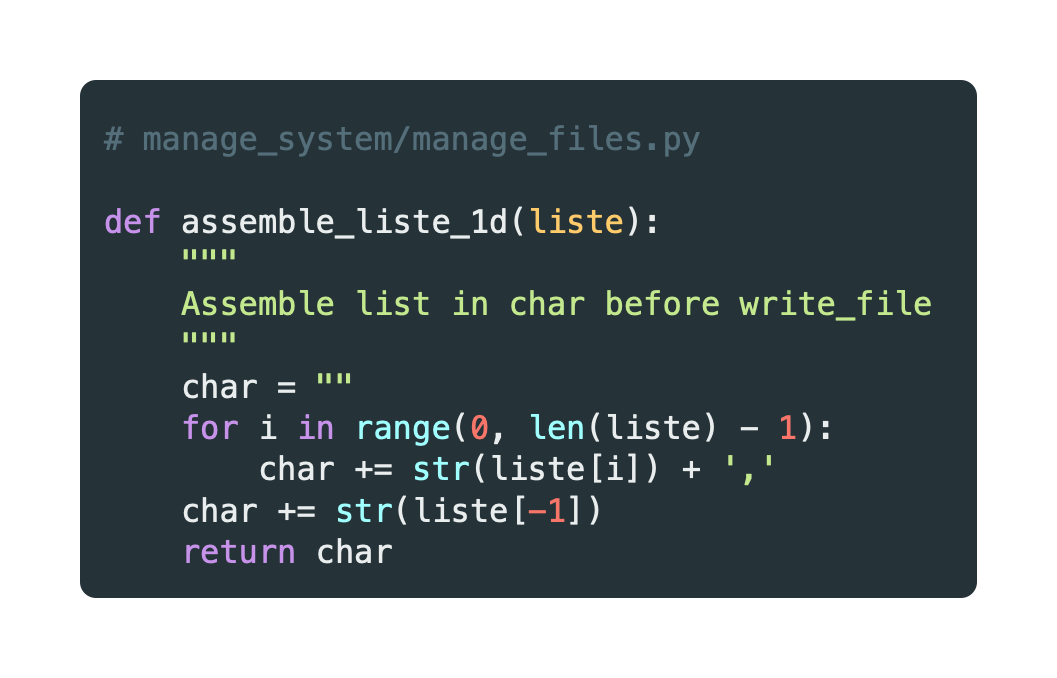 # manage_system/manage_files.py

def assemble_liste_1d(liste):
    """
    Assemble list in char before write_file
    """
    char = ""
    for i in range(0, len(liste) - 1):
        char += str(liste[i]) + ','
    char += str(liste[-1])
    return char